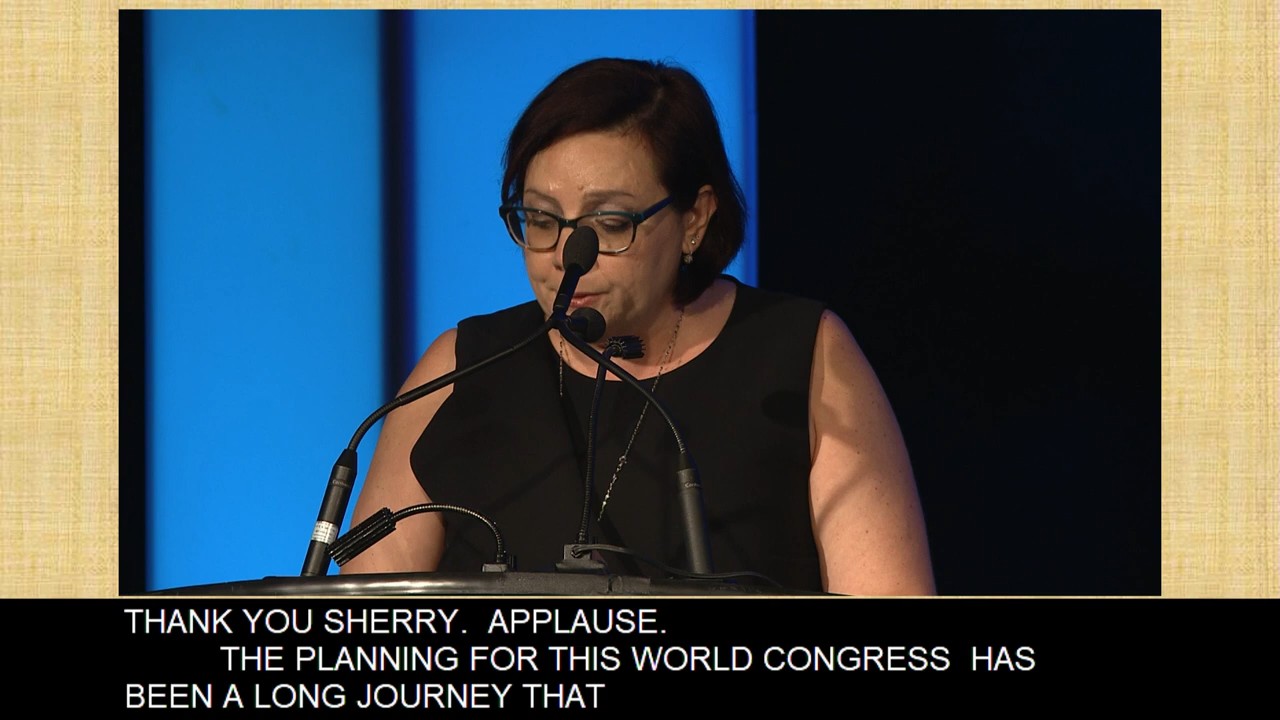 THANK YOU SHERRY.  APPLAUSE.
THE PLANNING FOR THIS WORLD CONGRESS  HAS
BEEN A LONG JOURNEY THAT